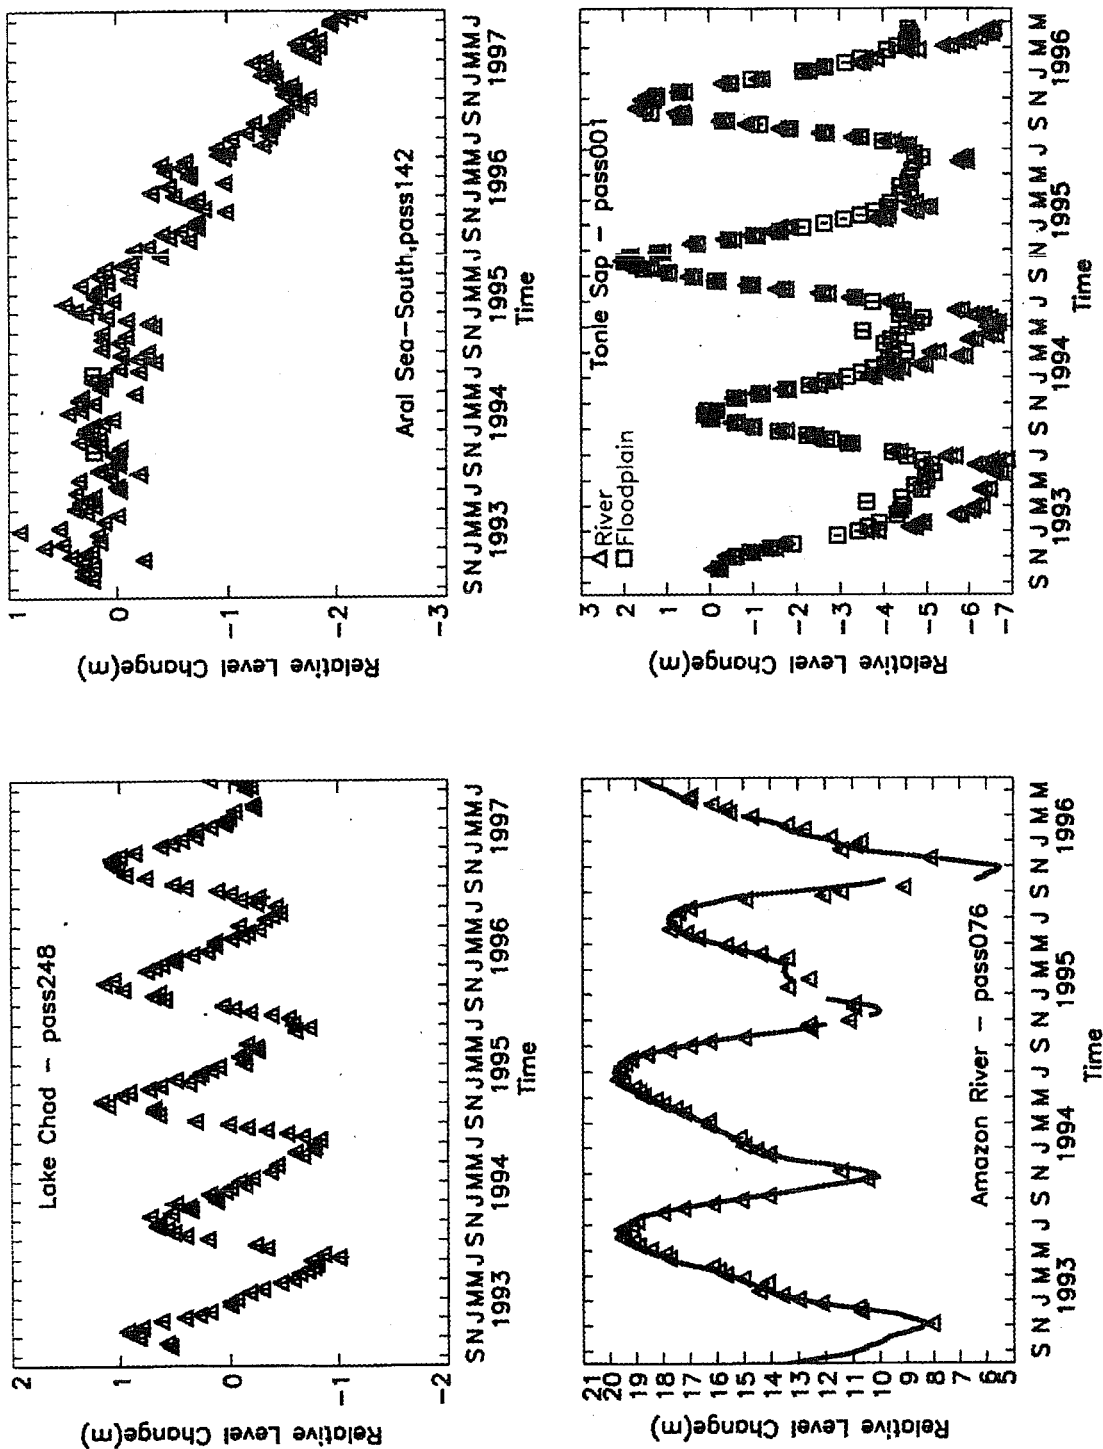 Lake Chad - pass248
Relative Level Change(m)
2
1
0
-1
-2
S N J M M J S N J M M J S N J M M J S N J M M J S N J M M J
1993 1994 1995 1996 1997
Time
Aral Sea-South,pass142
Relative Level Change(m)
1
0
-1
-2
-3
S N J M M J S N J M M J S N J M M J S N J M M J S N J M M J
1993 1994 1995 1996 1997
Time
Amazon River - pass076
Relative Level Change(m)
21
20
19
18
17
16
15
14
13
12
11
10
9
8
6
5
S N J M M J S N J M M J S N J M M J S N J M M
1993 1994 1995 1996
Time
Tonle Sap - pass001
River
Floodplain
Relative Level Change(m)
3
2
0
-1
-2
-3
-4
-5
-6
-7
S N J M M J S N J M M J S N J M M J S N J M M
1993 1994 1995 1996
Time